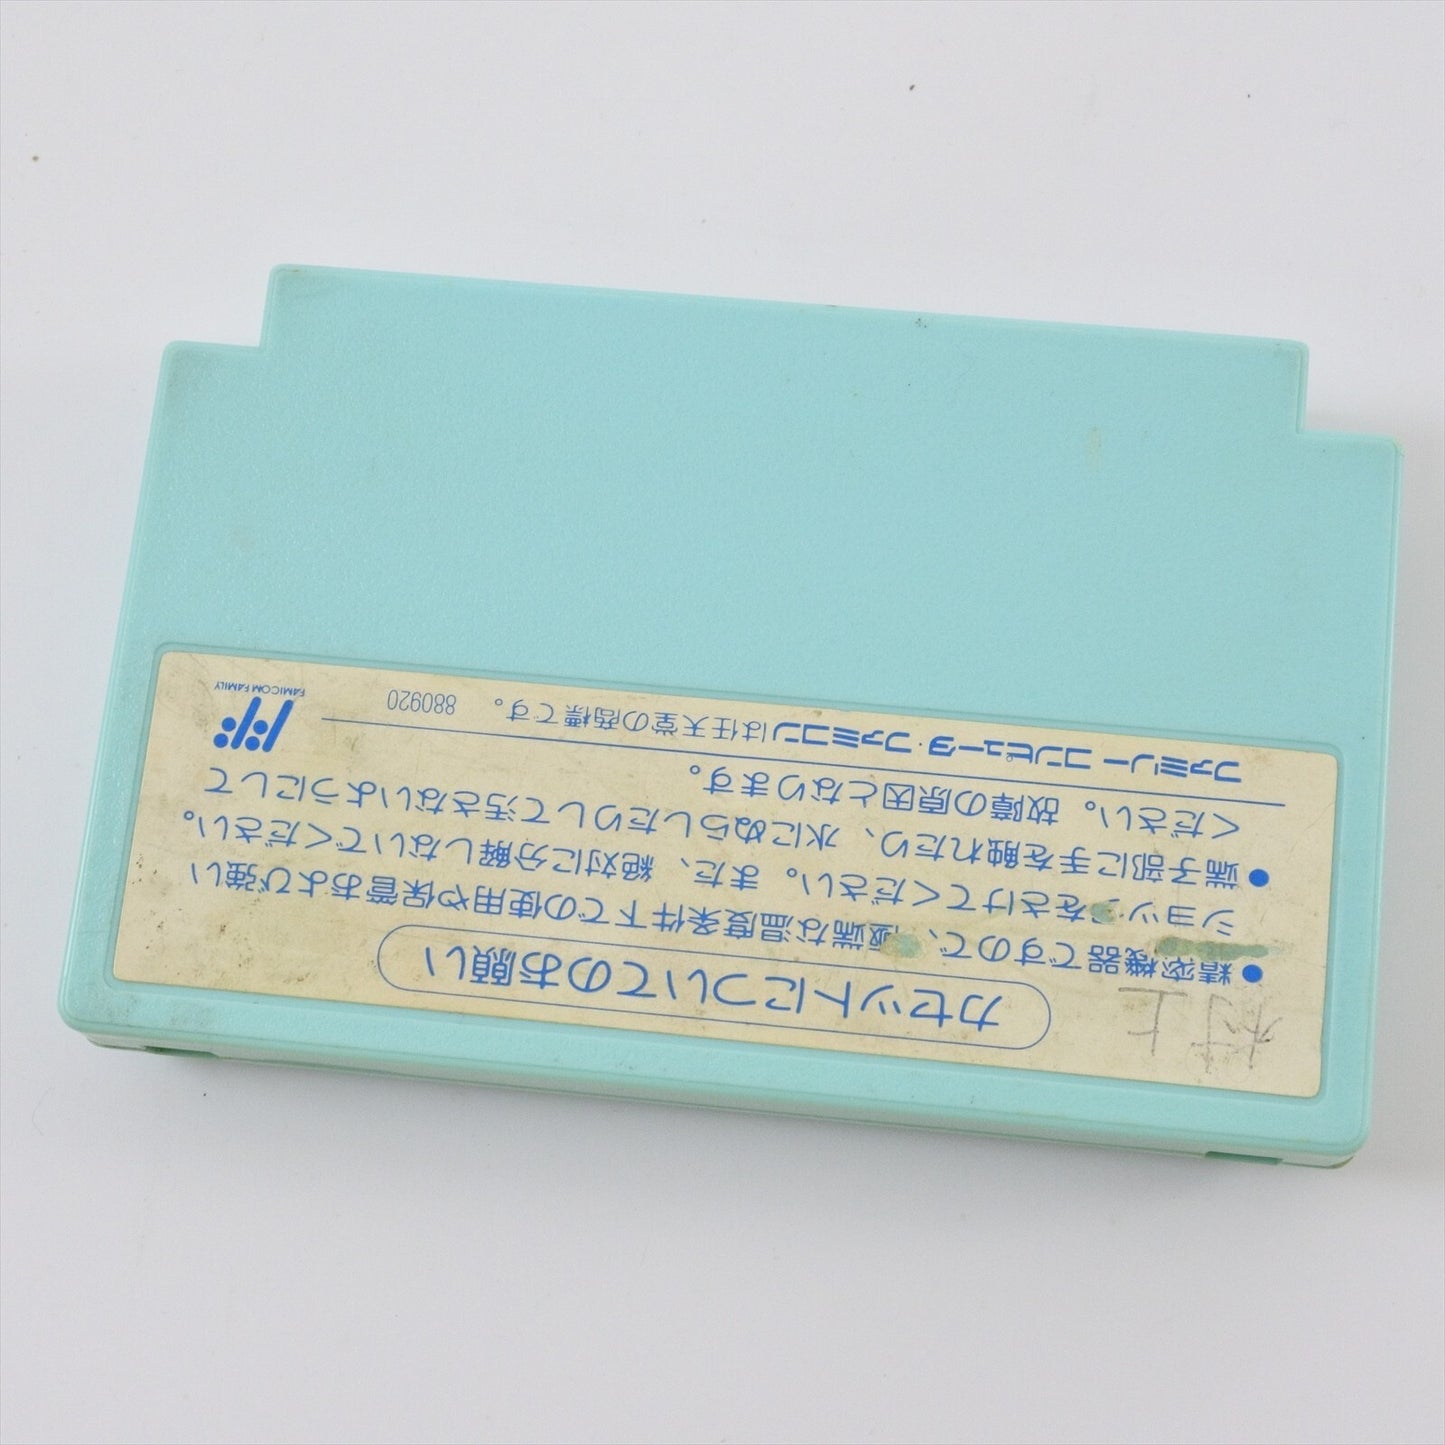 村上
カセットについてのお願い
●精密機器ですので、極端な温度条件下での使用や保管および強い
ショックをさけてください。また、絶対に分解しないでください。
●端子部に手を触れたり、水にぬらしたりして汚さないようにして
ください。故障の原因となります。
ファミリーコンピュータ・ファミコンは任天堂の商標です。 880920
FAMICOM FAMILY